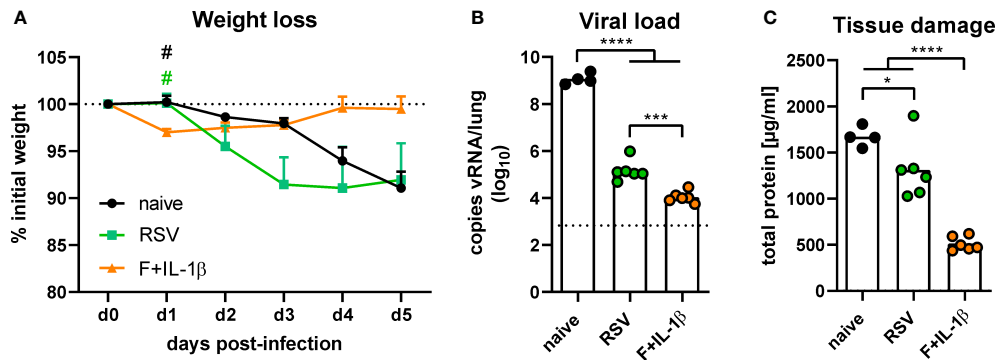 A
Weight loss
% initial weight
105
100
95
90
85
80
#
#
naive
RSV
F+IL-1β
d0 d1 d2 d3 d4 d5
days post-infection
B
Viral load
copies vRNA/lung
(log10)
10
8
6
4
2
0
****
***
naive
RSV
F+IL-1β
C
Tissue damage
total protein [µg/ml]
2500
2000
1500
1000
500
0
****
*
naive
RSV
F+IL-1β